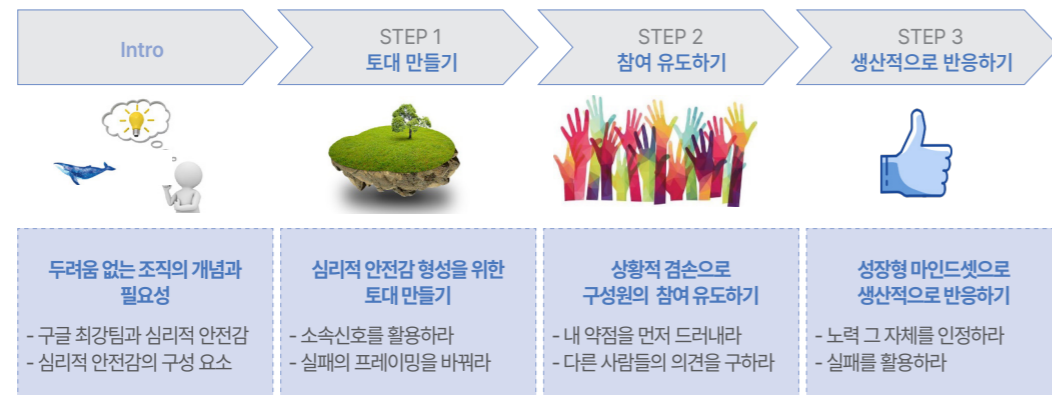 Intro
STEP 1
토대 만들기
STEP 2
참여 유도하기
STEP 3
생산적으로 반응하기
두려움 없는 조직의 개념과
필요성
- 구글 최강팀과 심리적 안전감
- 심리적 안전감의 구성 요소
심리적 안전감 형성을 위한
토대 만들기
- 소속신호를 활용하라
- 실패의 프레이밍을 바꿔라
상황적 겸손으로
구성원의 참여 유도하기
- 내 약점을 먼저 드러내라
- 다른 사람들의 의견을 구하라
성장형 마인드셋으로
생산적으로 반응하기
- 노력 그 자체를 인정하라
- 실패를 활용하라